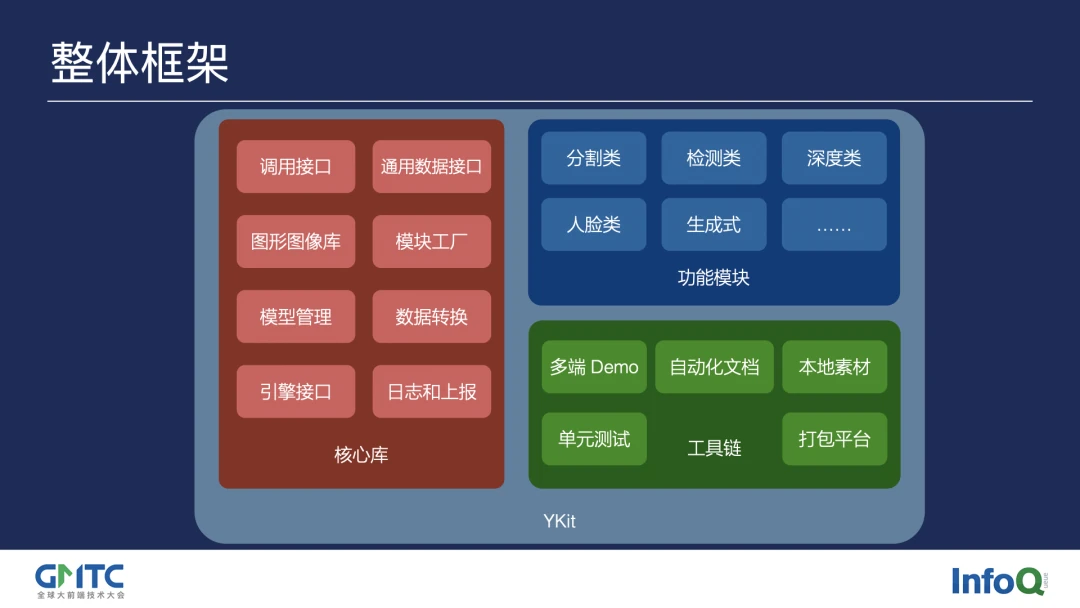 整体框架
调用接口
通用数据接口
图形图像库
模块工厂
模型管理
数据转换
引擎接口
日志和上报
核心库
分割类
检测类
深度类
人脸类
生成式
……
功能模块
多端 Demo
自动化文档
本地素材
单元测试
工具链
打包平台
YKit
GMTC
全球大前端技术大会
InfoQ